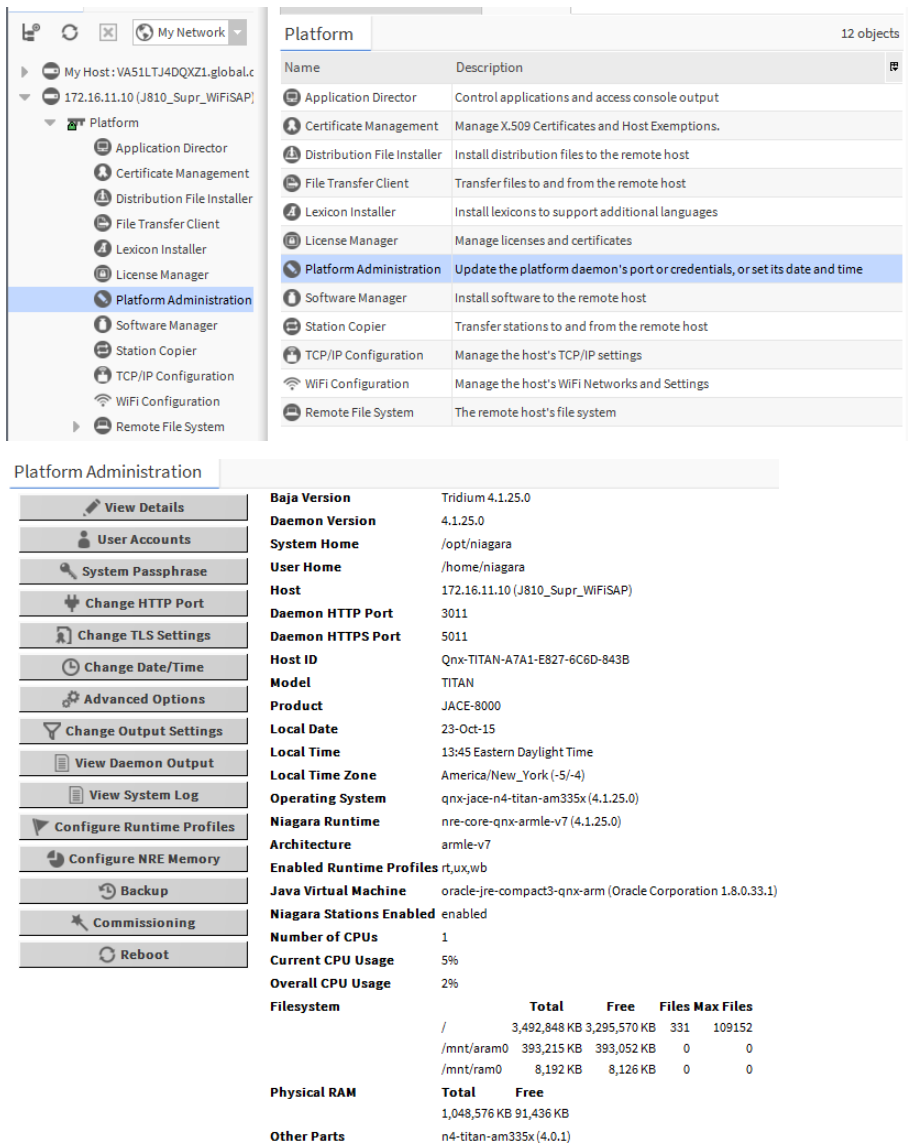 My Network
My Host : VA51LTJ4DQXZ1.global.c
172.16.11.10 (J810_Supr_WiFiSAP)
Platform
Application Director
Certificate Management
Distribution File Installer
File Transfer Client
Lexicon Installer
License Manager
Platform Administration
Software Manager
Station Copier
TCP/IP Configuration
WiFi Configuration
Remote File System
Platform 12 objects
Name Description
Application Director Control applications and access console output
Certificate Management Manage X.509 Certificates and Host Exemptions.
Distribution File Installer Install distribution files to the remote host
File Transfer Client Transfer files to and from the remote host
Lexicon Installer Install lexicons to support additional languages
License Manager Manage licenses and certificates
Platform Administration Update the platform daemon's port or credentials, or set its date and time
Software Manager Install software to the remote host
Station Copier Transfer stations to and from the remote host
TCP/IP Configuration Manage the host's TCP/IP settings
WiFi Configuration Manage the host's WiFi Networks and Settings
Remote File System The remote host's file system
Platform Administration
View Details
User Accounts
System Passphrase
Change HTTP Port
Change TLS Settings
Change Date/Time
Advanced Options
Change Output Settings
View Daemon Output
View System Log
Configure Runtime Profiles
Configure NRE Memory
Backup
Commissioning
Reboot
Baja Version Tridium 4.1.25.0
Daemon Version 4.1.25.0
System Home /opt/niagara
User Home /home/niagara
Host 172.16.11.10 (J810_Supr_WiFiSAP)
Daemon HTTP Port 3011
Daemon HTTPS Port 5011
Host ID Qnx-TITAN-A7A1-E827-6C6D-843B
Model TITAN
Product JACE-8000
Local Date 23-Oct-15
Local Time 13:45 Eastern Daylight Time
Local Time Zone America/New_York (-5/-4)
Operating System qnx-jace-n4-titan-am335x (4.1.25.0)
Niagara Runtime nre-core-qnx-armle-v7 (4.1.25.0)
Architecture armle-v7
Enabled Runtime Profiles rt,ux,wb
Java Virtual Machine oracle-jre-compact3-qnx-arm (Oracle Corporation 1.8.0.33.1)
Niagara Stations Enabled enabled
Number of CPUs 1
Current CPU Usage 5%
Overall CPU Usage 2%
Filesystem Total Free Files Max Files
/ 3,492,848 KB 3,295,570 KB 331 109152
/mnt/aram0 393,215 KB 393,052 KB 0 0
/mnt/ram0 8,192 KB 8,126 KB 0 0
Physical RAM Total Free
1,048,576 KB 91,436 KB
Other Parts n4-titan-am335x (4.0.1)